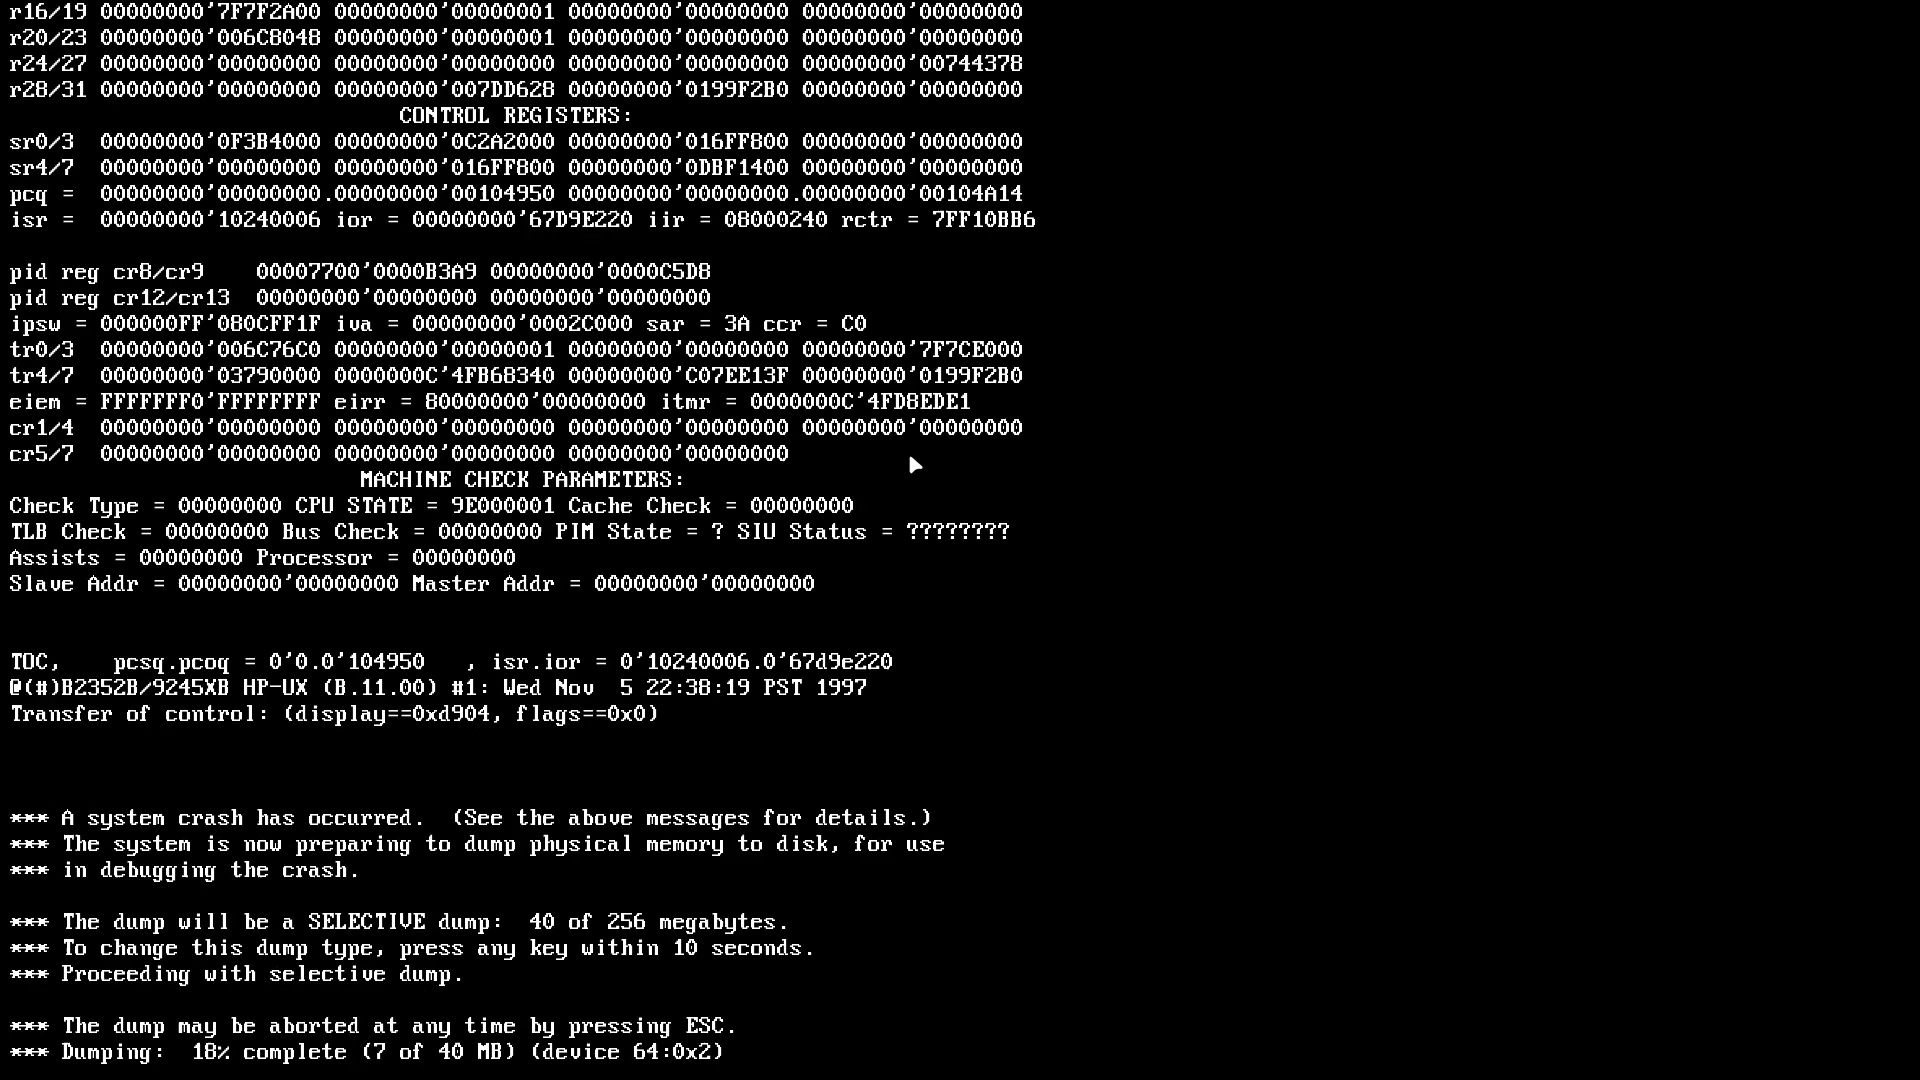 r16/19 00000000'7F7F2A00 00000000'00000001 00000000'00000000 00000000'00000000
r20/23 00000000'006C8048 00000000'00000001 00000000'00000000 00000000'00000000
r24/27 00000000'00000000 00000000'00000000 00000000'00000000 00000000'00744378
r28/31 00000000'00000000 00000000'007DD628 00000000'0199F2B0 00000000'00000000
CONTROL REGISTERS:
sr0/3  00000000'0F3B4000 00000000'0C2A2000 00000000'016FF800 00000000'00000000
sr4/7  00000000'00000000 00000000'016FF800 00000000'0DBF1400 00000000'00000000
pcq =  00000000'00000000.00000000'00104950 00000000'00000000.00000000'00104A14
isr =  00000000'10240006 ior = 00000000'67D9E220 iir = 08000240 rctr = 7FF10BB6
pid reg cr8/cr9    00007700'0000B3A9 00000000'0000C5D8
pid reg cr12/cr13  00000000'00000000 00000000'00000000
ipsw = 000000FF'080CFF1F iva = 00000000'0002C000 sar = 3A ccr = C0
tr0/3  00000000'006C76C0 00000000'00000001 00000000'00000000 00000000'7F7CE000
tr4/7  00000000'03790000 0000000C'4FB68340 00000000'C07EE13F 00000000'0199F2B0
eiem = FFFFFFF0'FFFFFFFF eirr = 80000000'00000000 itmr = 0000000C'4FD8EDE1
cr1/4  00000000'00000000 00000000'00000000 00000000'00000000 00000000'00000000
cr5/7  00000000'00000000 00000000'00000000 00000000'00000000
MACHINE CHECK PARAMETERS:
Check Type = 00000000 CPU STATE = 9E000001 Cache Check = 00000000
TLB Check = 00000000 Bus Check = 00000000 PIM State = ? SIU Status = ????????
Assists = 00000000 Processor = 00000000
Slave Addr = 00000000'00000000 Master Addr = 00000000'00000000
TOC,    pcsq.pcoq = 0'0.0'104950   , isr.ior = 0'10240006.0'67d9e220
@(#)B2352B/9245XB HP-UX (B.11.00) #1: Wed Nov  5 22:38:19 PST 1997
Transfer of control: (display==0xd904, flags==0x0)
*** A system crash has occurred.  (See the above messages for details.)
*** The system is now preparing to dump physical memory to disk, for use
*** in debugging the crash.
*** The dump will be a SELECTIVE dump:  40 of 256 megabytes.
*** To change this dump type, press any key within 10 seconds.
*** Proceeding with selective dump.
*** The dump may be aborted at any time by pressing ESC.
*** Dumping:  18% complete (7 of 40 MB) (device 64:0x2)